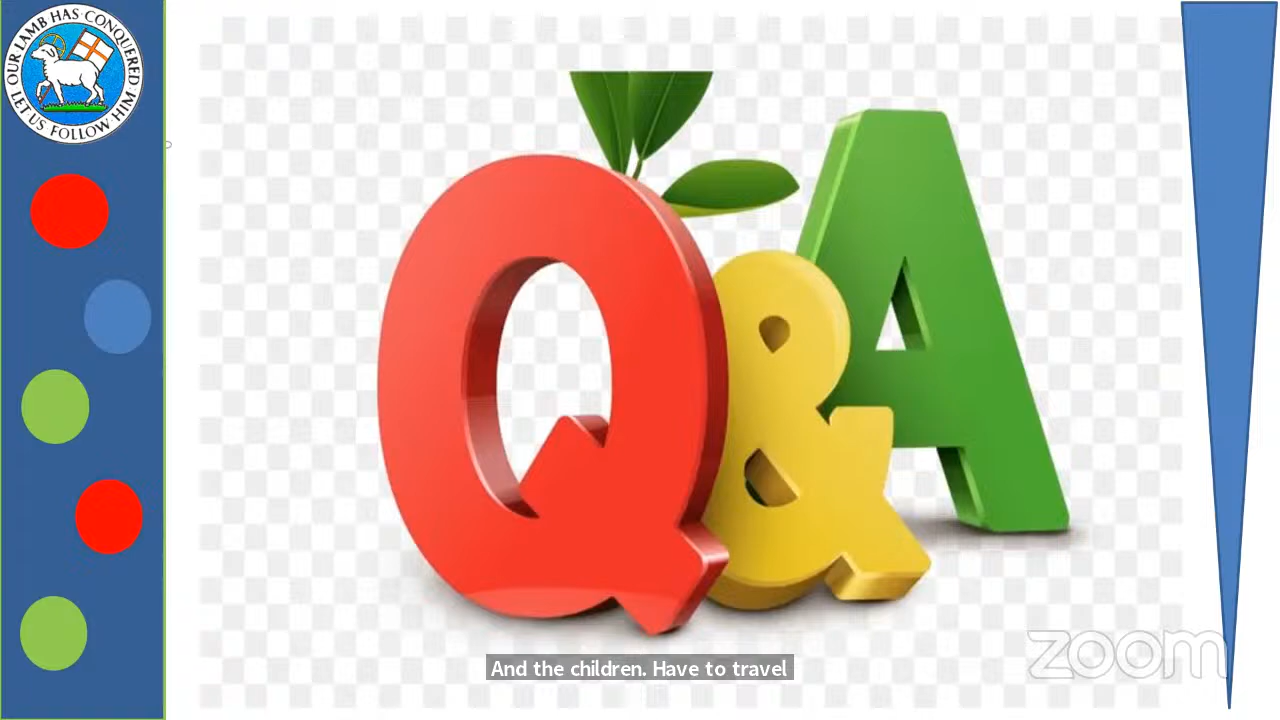 OUR LAMB HAS CONQUERED
LET US FOLLOW HIM
Q&A
And the children. Have to travel
zoom